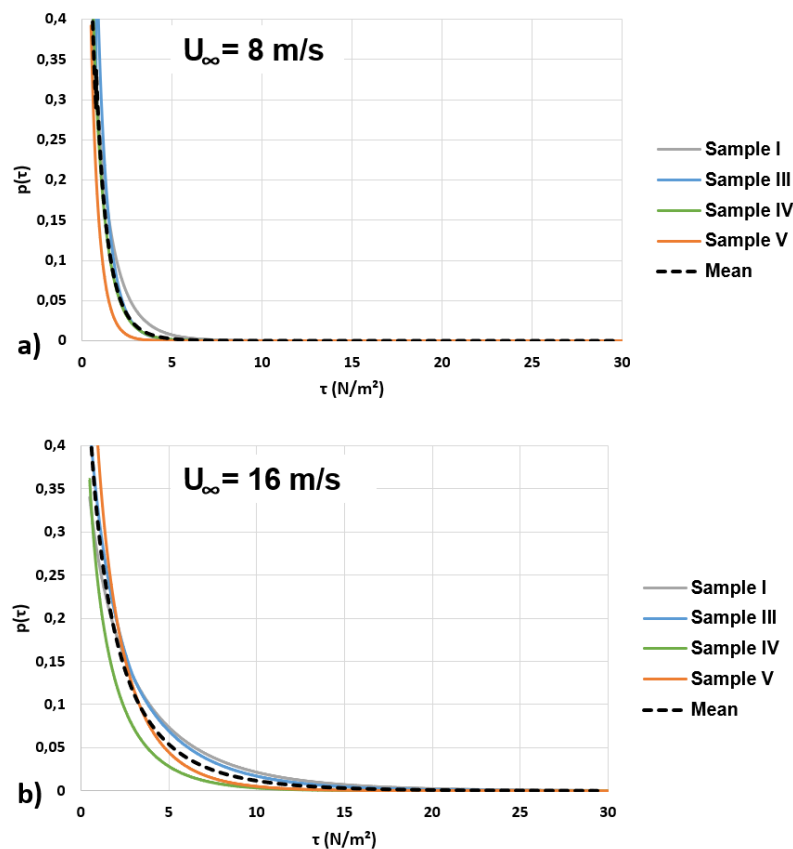 U∞= 8 m/s
0,4
0,35
0,3
0,25
0,2
0,15
0,1
0,05
0
p(τ)
0 5 10 15 20 25 30
τ (N/m²)
a)
Sample I
Sample III
Sample IV
Sample V
Mean
U∞= 16 m/s
0,4
0,35
0,3
0,25
0,2
0,15
0,1
0,05
0
p(τ)
0 5 10 15 20 25 30
τ (N/m²)
b)
Sample I
Sample III
Sample IV
Sample V
Mean